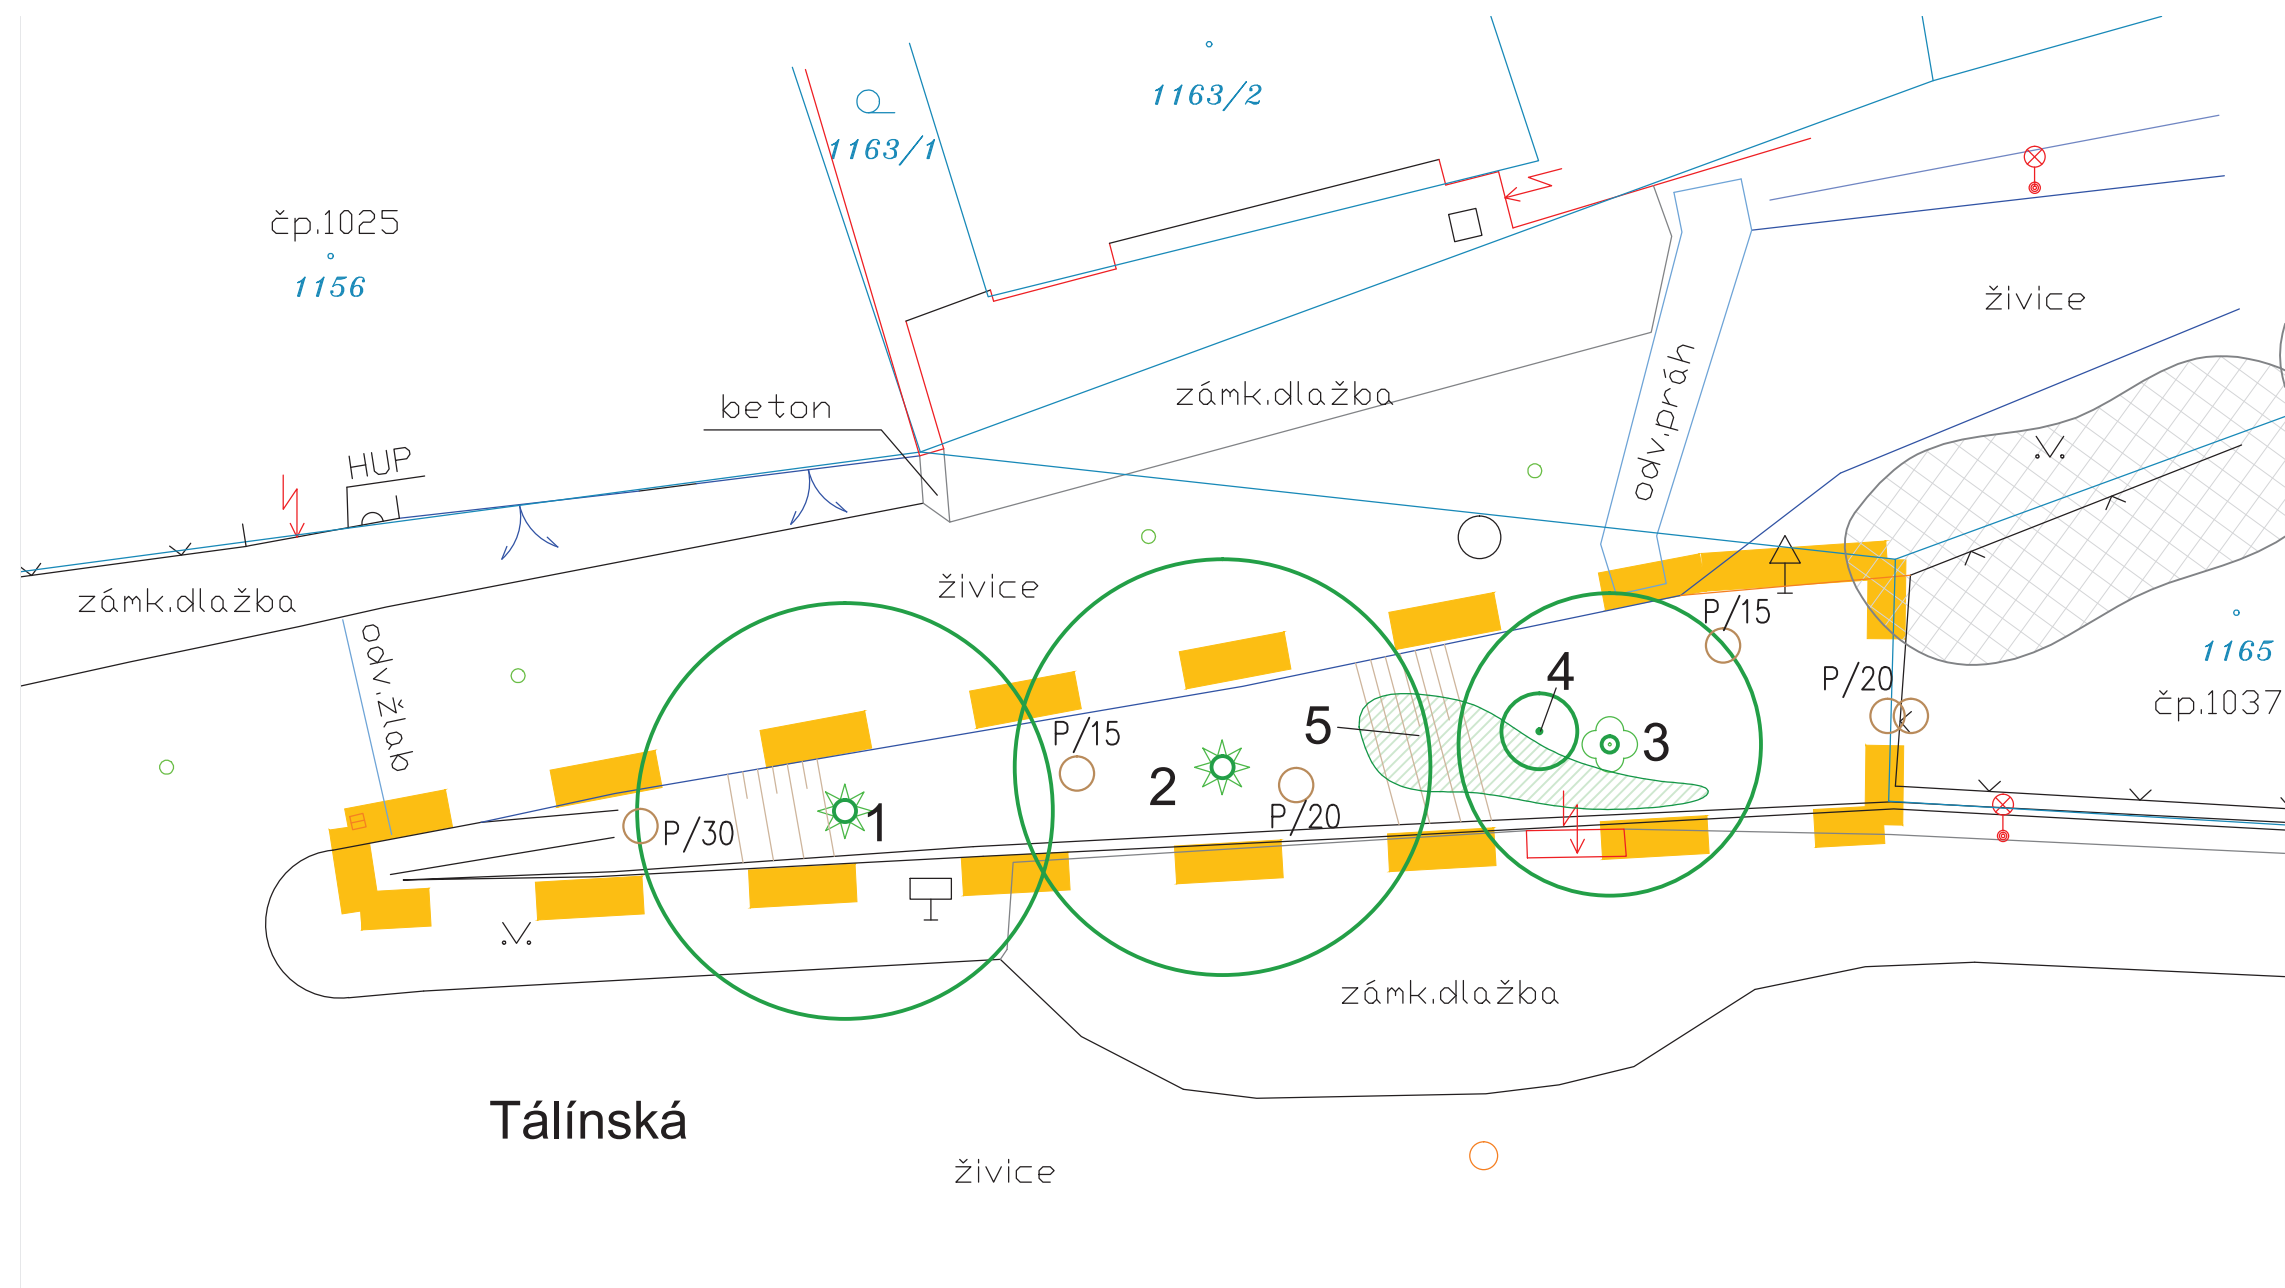 1163/2
1163/1
čp.1025
1156
živice
zámk.dlažba
beton
odv.práh
HUP
živice
zámk.dlažba
P/15
odv.žlab
1165
4
P/20
čp.1037
5
P/15
3
2
1
P/20
P/30
zámk.dlažba
Tálínská
živice